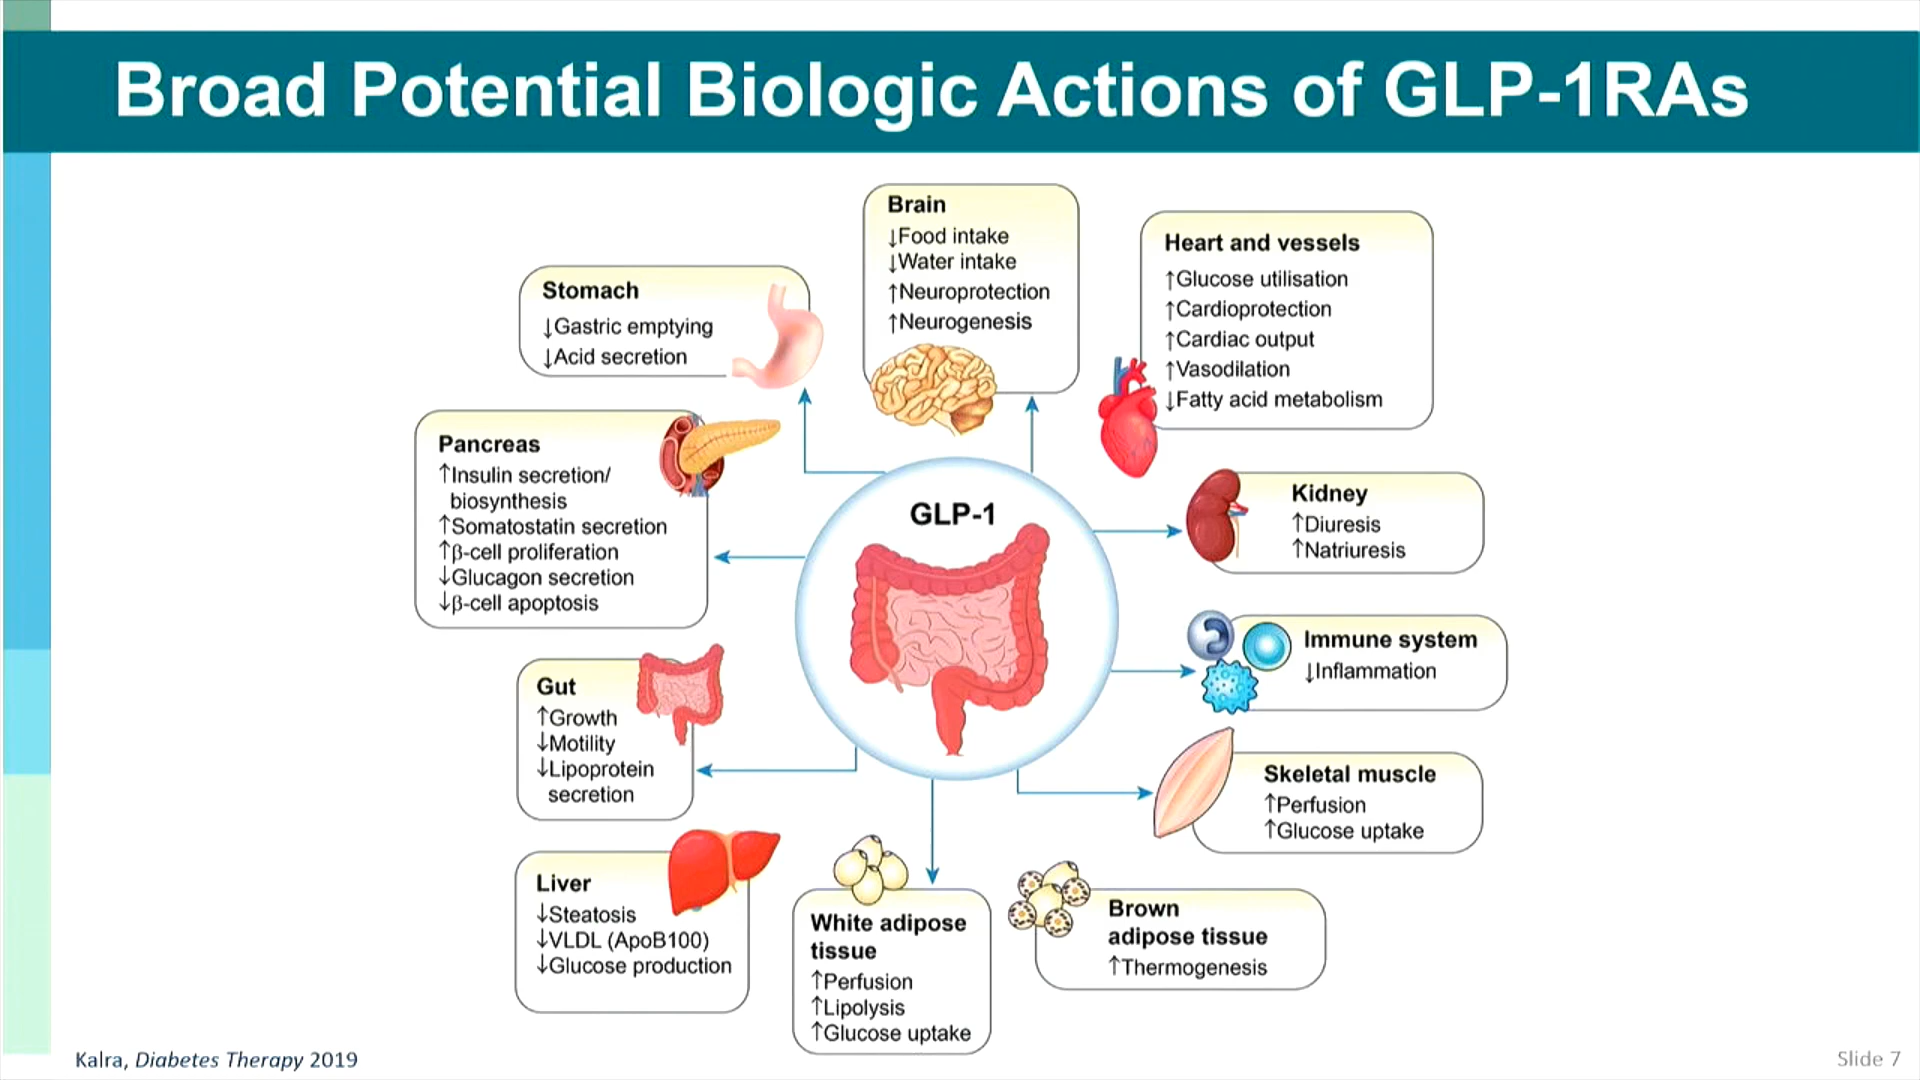 Broad Potential Biologic Actions of GLP-1RAs
Brain
↓Food intake
↓Water intake
↑Neuroprotection
↑Neurogenesis
Heart and vessels
↑Glucose utilisation
↑Cardioprotection
↑Cardiac output
↑Vasodilation
↓Fatty acid metabolism
Stomach
↓Gastric emptying
↓Acid secretion
Pancreas
↑Insulin secretion/
biosynthesis
↑Somatostatin secretion
↑β-cell proliferation
↓Glucagon secretion
↓β-cell apoptosis
GLP-1
Kidney
↑Diuresis
↑Natriuresis
Immune system
↓Inflammation
Gut
↑Growth
↓Motility
↓Lipoprotein
secretion
Skeletal muscle
↑Perfusion
↑Glucose uptake
Liver
↓Steatosis
↓VLDL (ApoB100)
↓Glucose production
White adipose
tissue
↑Perfusion
↑Lipolysis
↑Glucose uptake
Brown
adipose tissue
↑Thermogenesis
Kalra, Diabetes Therapy 2019
Slide 7